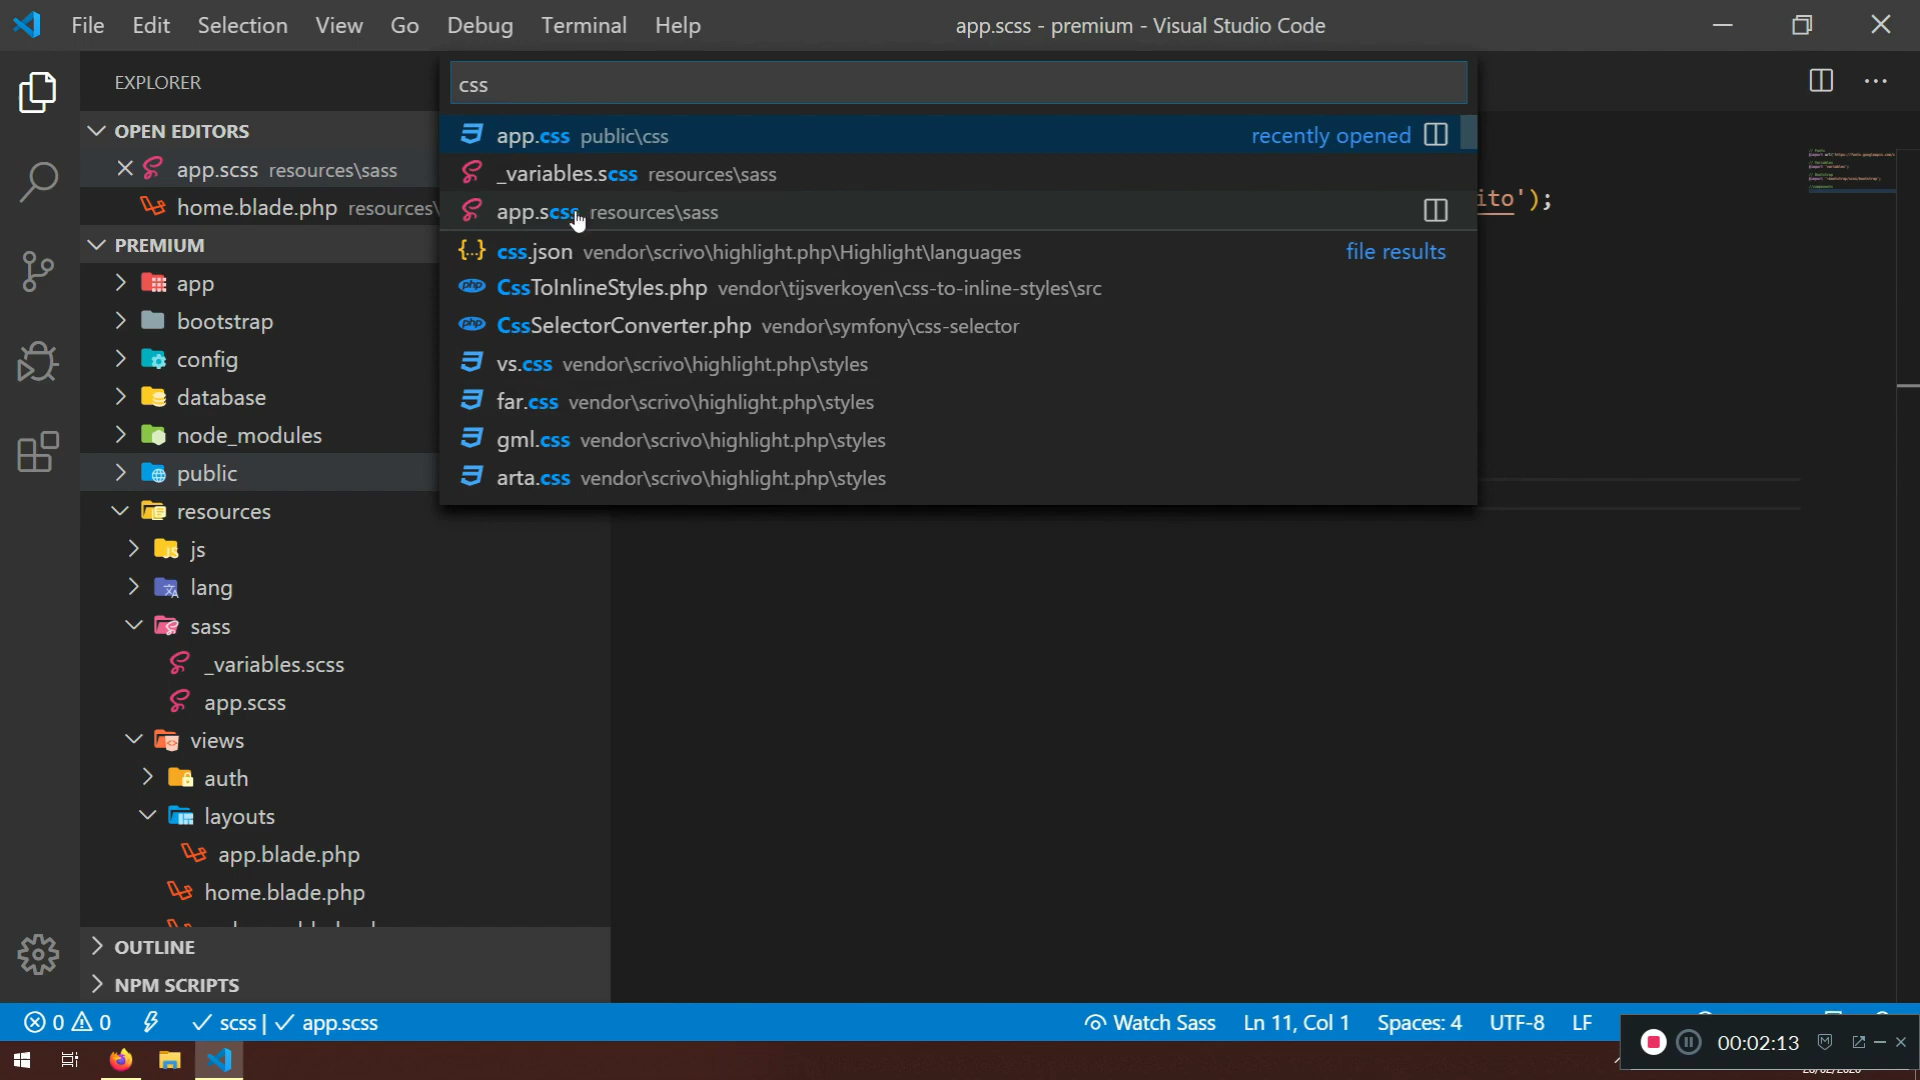 File Edit Selection View Go Debug Terminal Help
app.scss - premium - Visual Studio Code
EXPLORER
OPEN EDITORS
app.scss resources\sass
home.blade.php resources\
PREMIUM
app
bootstrap
config
database
node_modules
public
resources
js
lang
sass
_variables.scss
app.scss
views
auth
layouts
app.blade.php
home.blade.php
OUTLINE
NPM SCRIPTS
css
app.css public\css recently opened
_variables.scss resources\sass
app.scss resources\sass
css.json vendor\scrivo\highlight.php\Highlight\languages file results
CssToInlineStyles.php vendor\tijsverkoyen\css-to-inline-styles\src
CssSelectorConverter.php vendor\symfony\css-selector
vs.css vendor\scrivo\highlight.php\styles
far.css vendor\scrivo\highlight.php\styles
gml.css vendor\scrivo\highlight.php\styles
arta.css vendor\scrivo\highlight.php\styles
ito');
0 0 scss | app.scss Watch Sass Ln 11, Col 1 Spaces: 4 UTF-8 LF
00:02:13